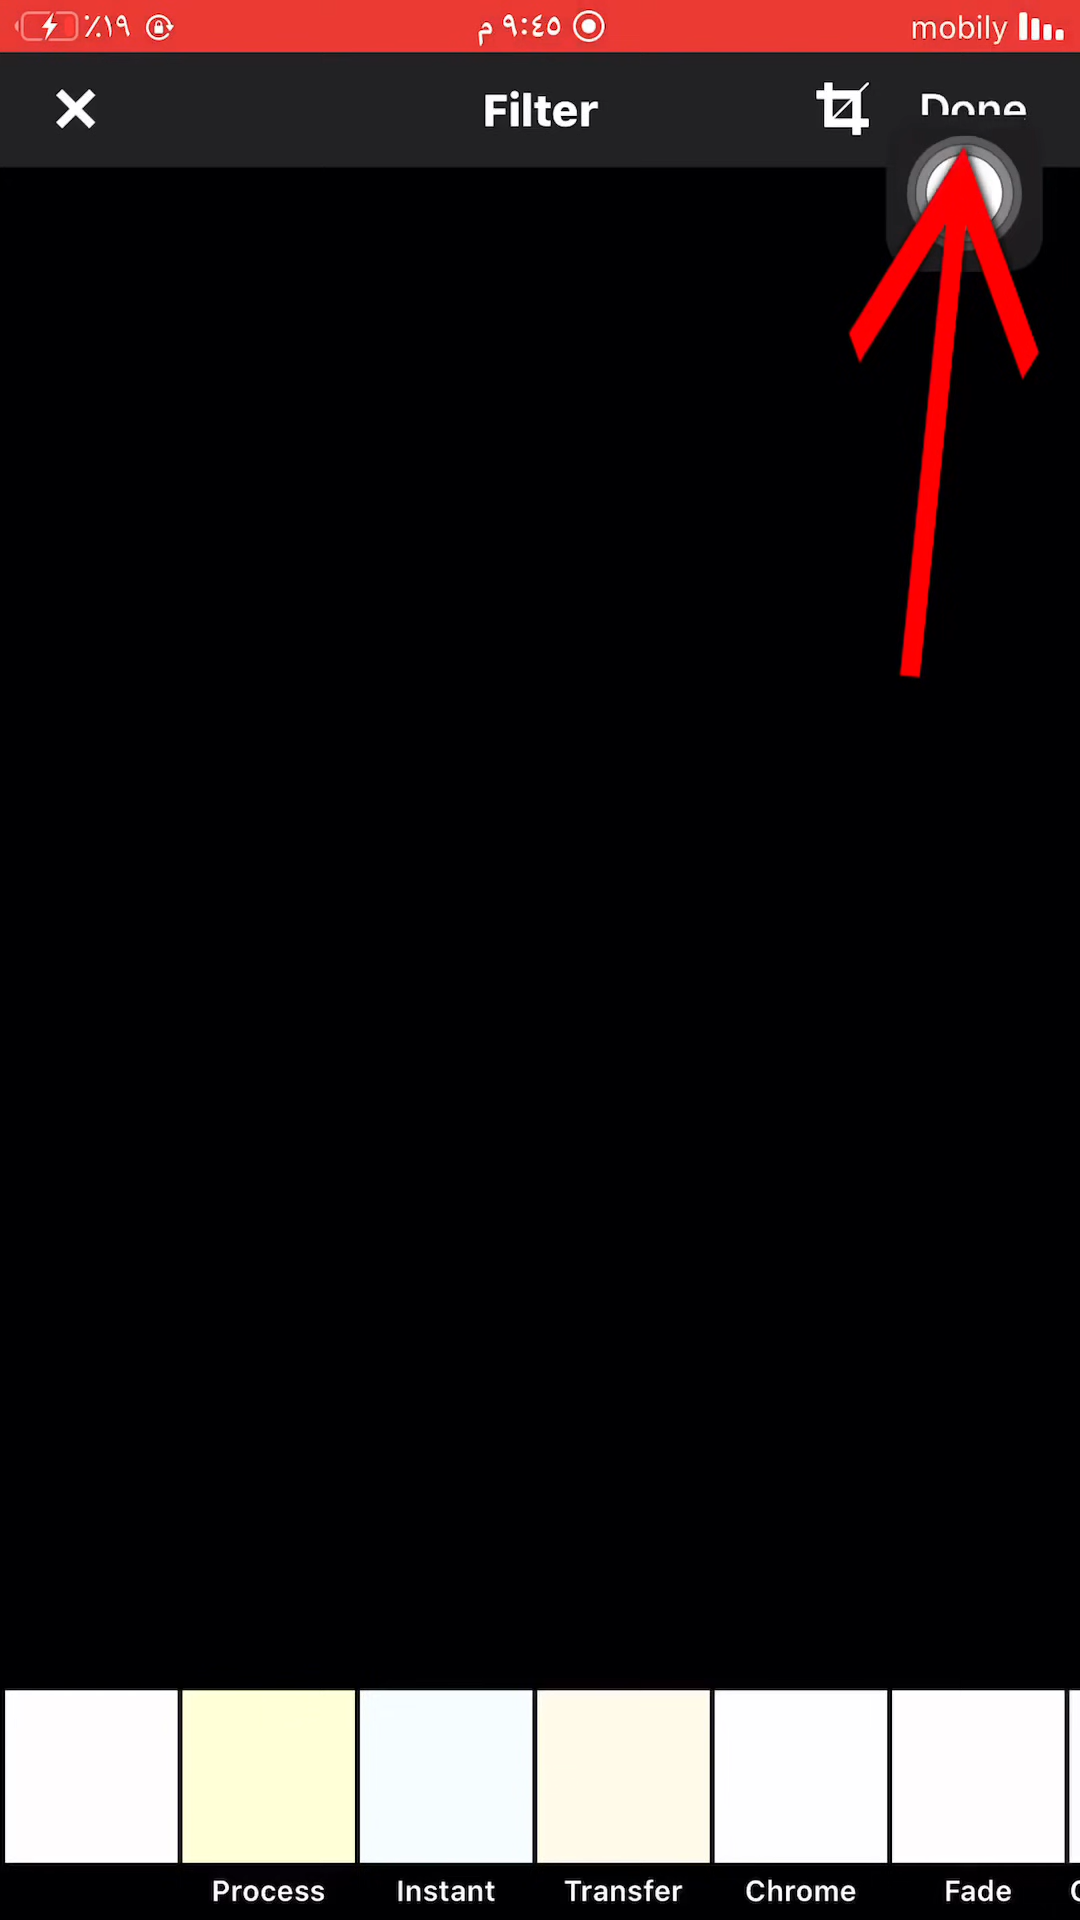 ٪١٩ ٩:٤٥ م mobily
Filter Done
Process Instant Transfer Chrome Fade